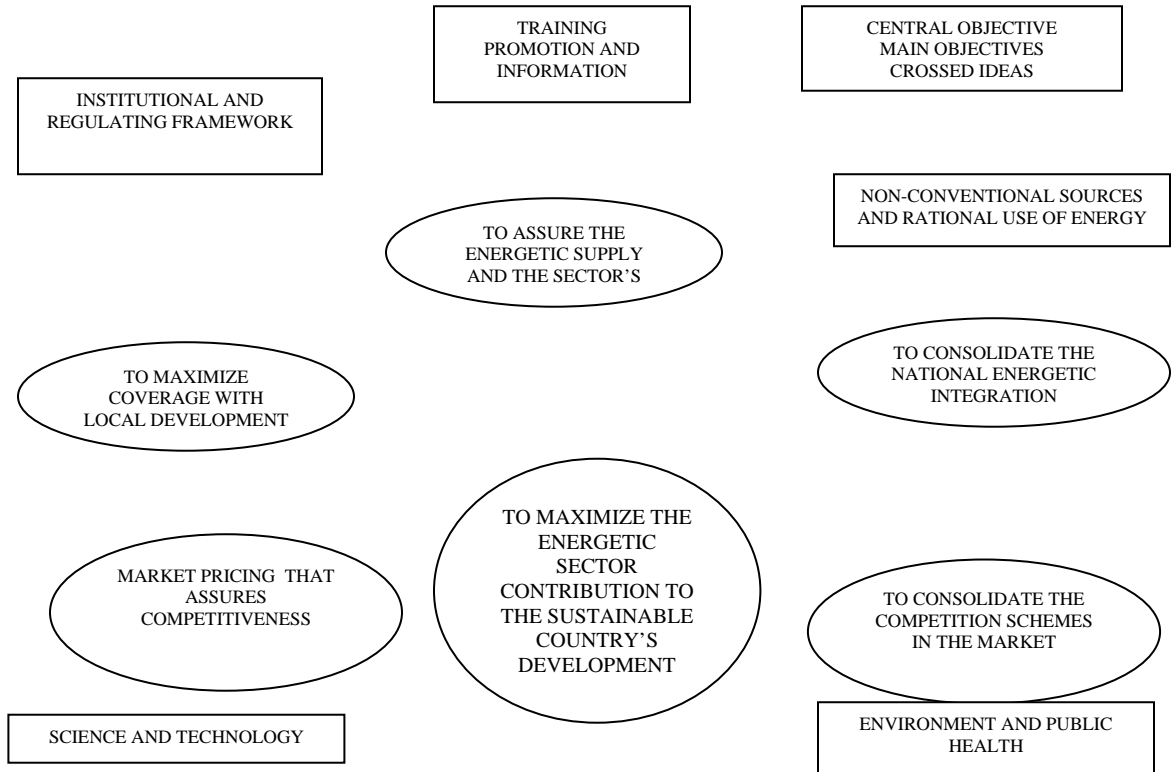 TRAINING
PROMOTION AND
INFORMATION
CENTRAL OBJECTIVE
MAIN OBJECTIVES
CROSSED IDEAS
INSTITUTIONAL AND
REGULATING FRAMEWORK
NON-CONVENTIONAL SOURCES
AND RATIONAL USE OF ENERGY
TO ASSURE THE
ENERGETIC SUPPLY
AND THE SECTOR’S
TO MAXIMIZE
COVERAGE WITH
LOCAL DEVELOPMENT
TO CONSOLIDATE THE
NATIONAL ENERGETIC
INTEGRATION
TO MAXIMIZE THE
ENERGETIC
SECTOR
CONTRIBUTION TO
THE SUSTAINABLE
COUNTRY’S
DEVELOPMENT
MARKET PRICING THAT
ASSURES
COMPETITIVENESS
TO CONSOLIDATE THE
COMPETITION SCHEMES
IN THE MARKET
SCIENCE AND TECHNOLOGY
ENVIRONMENT AND PUBLIC
HEALTH